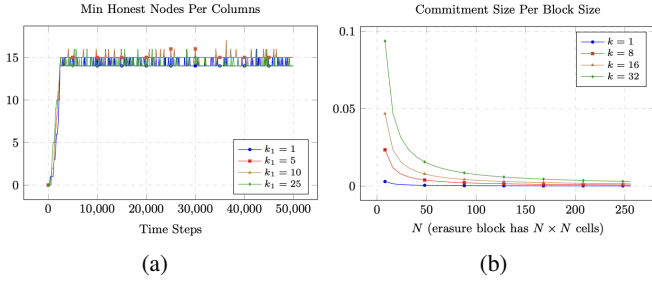 Min Honest Nodes Per Columns
15
10
5
0
0
10,000
20,000
30,000
40,000
50,000
Time Steps
k₁ = 1
k₁ = 5
k₁ = 10
k₁ = 25
(a)
Commitment Size Per Block Size
0.1
0.05
0
0
50
100
150
200
250
N (erasure block has N × N cells)
k = 1
k = 8
k = 16
k = 32
(b)